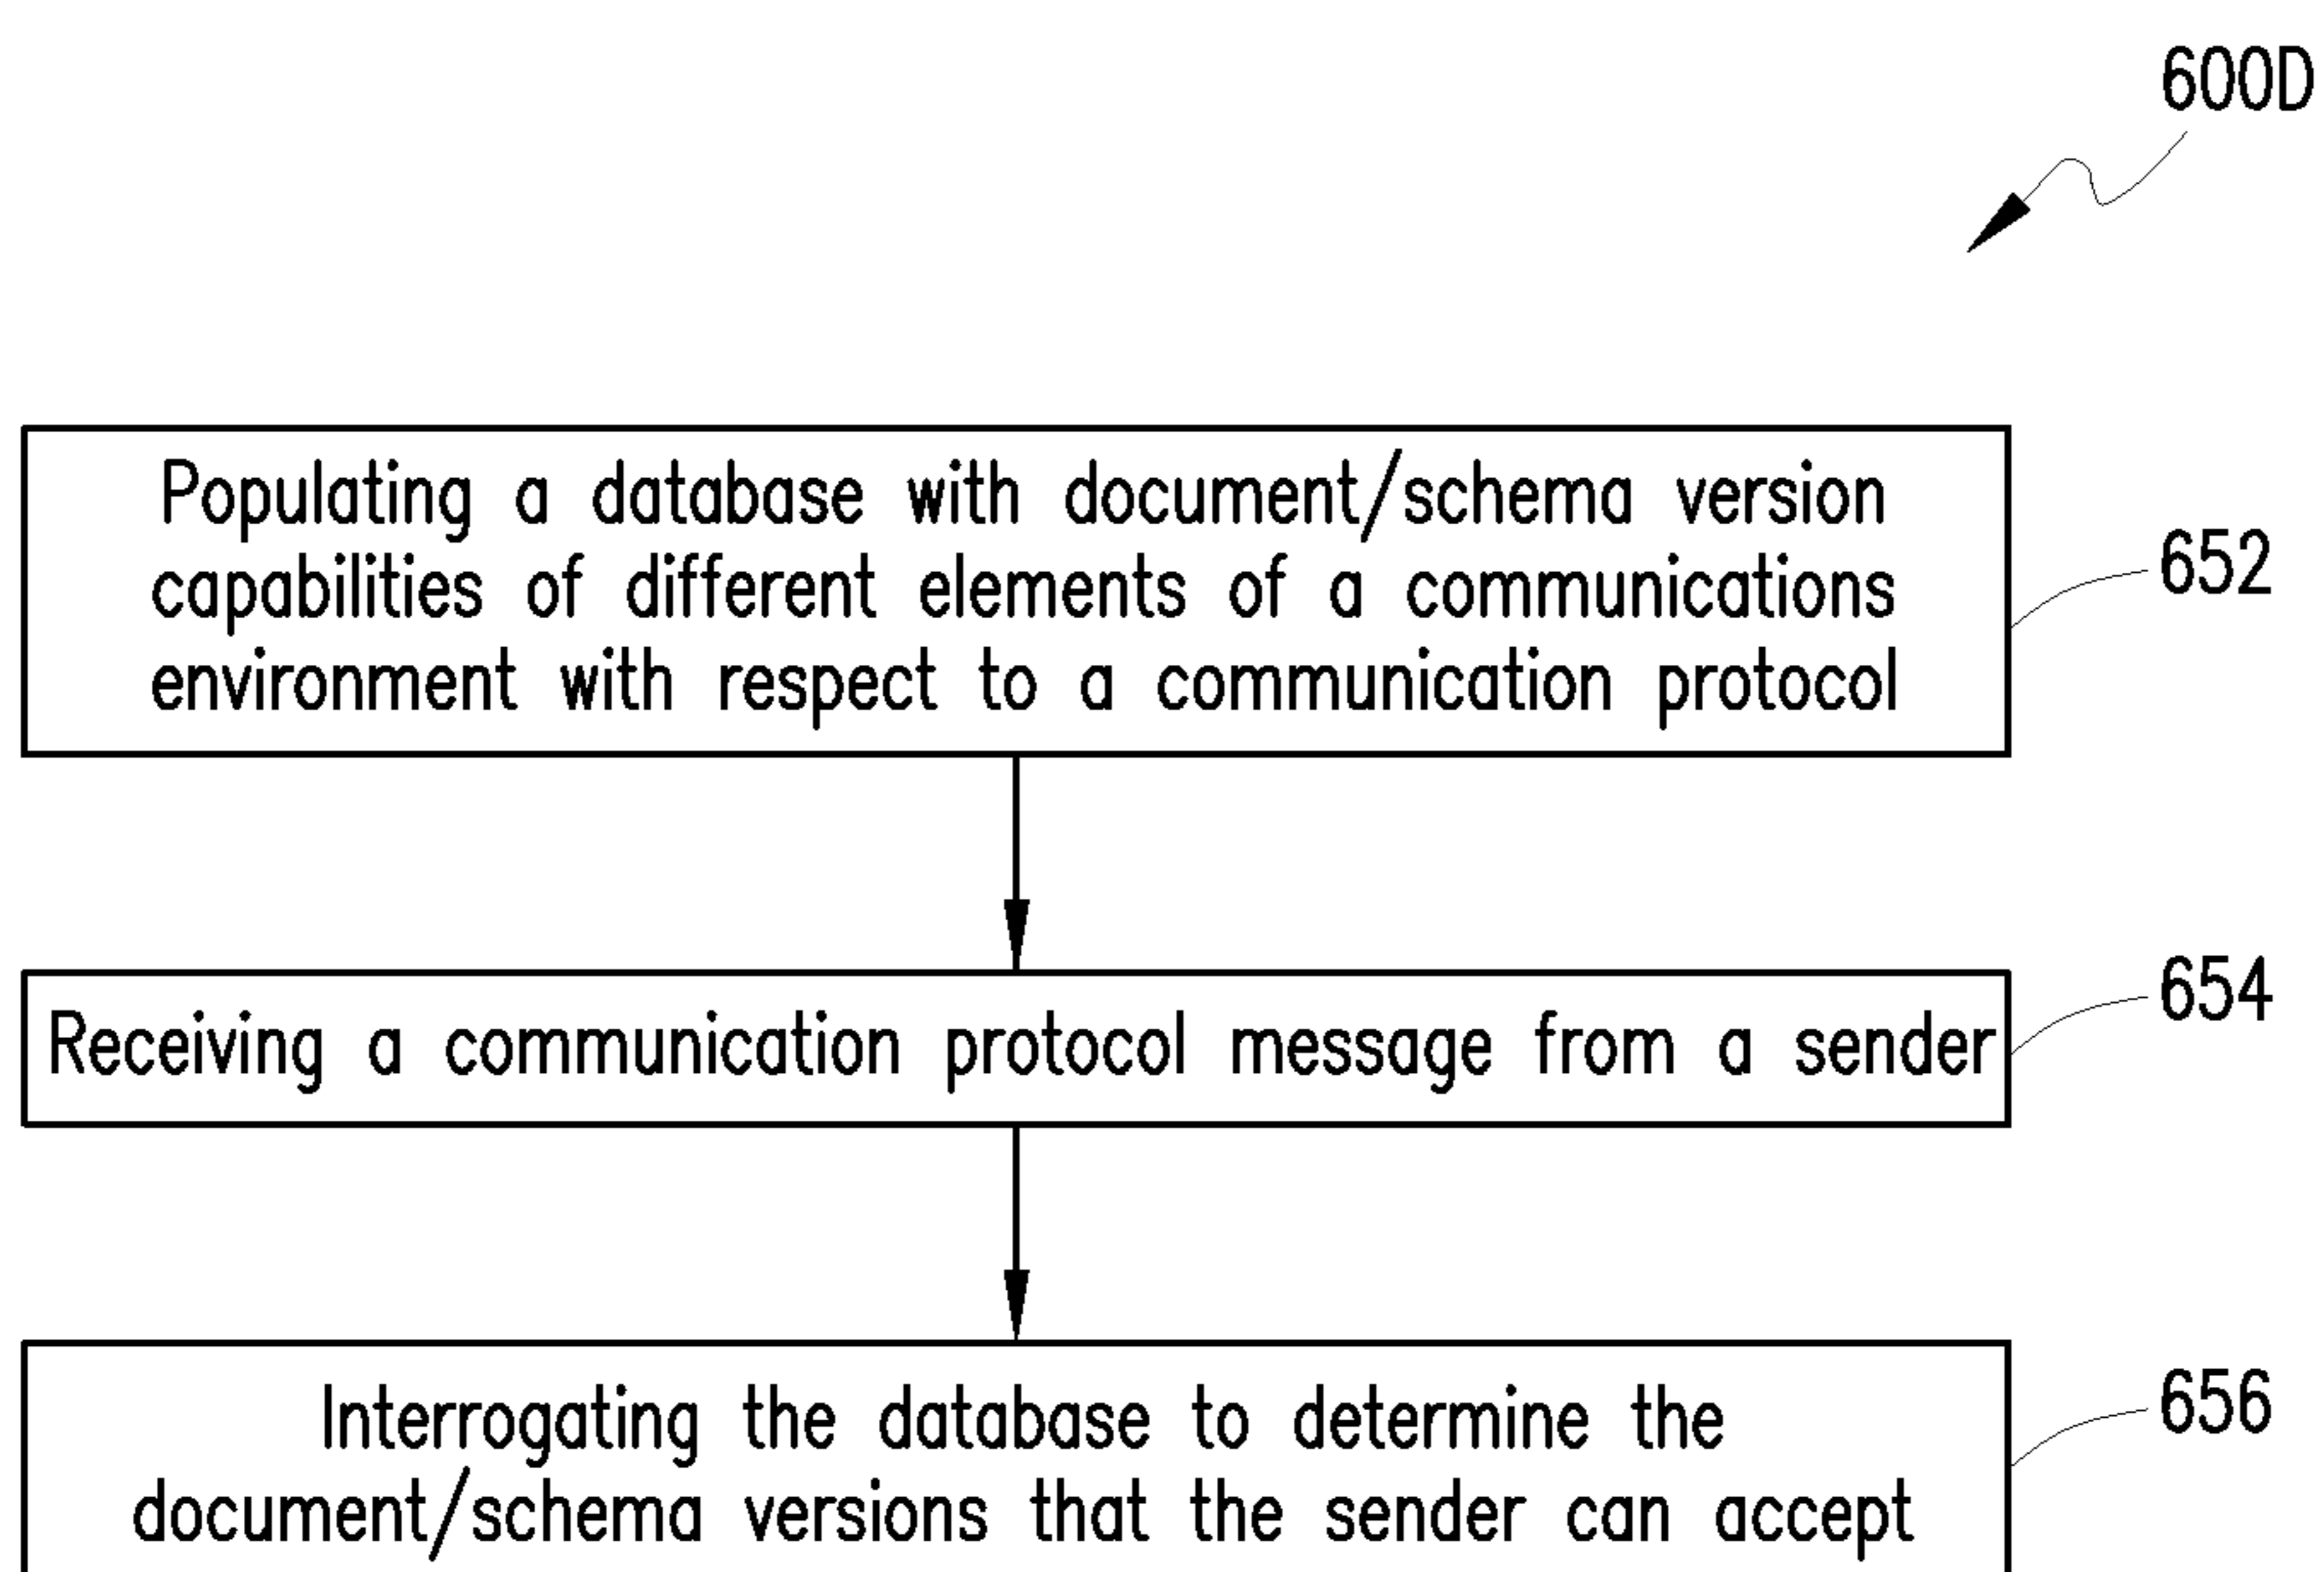 600D
Populating a database with document/schema version
capabilities of different elements of a communications
environment with respect to a communication protocol
652
Receiving a communication protocol message from a sender
654
Interrogating the database to determine the
document/schema versions that the sender can accept
656